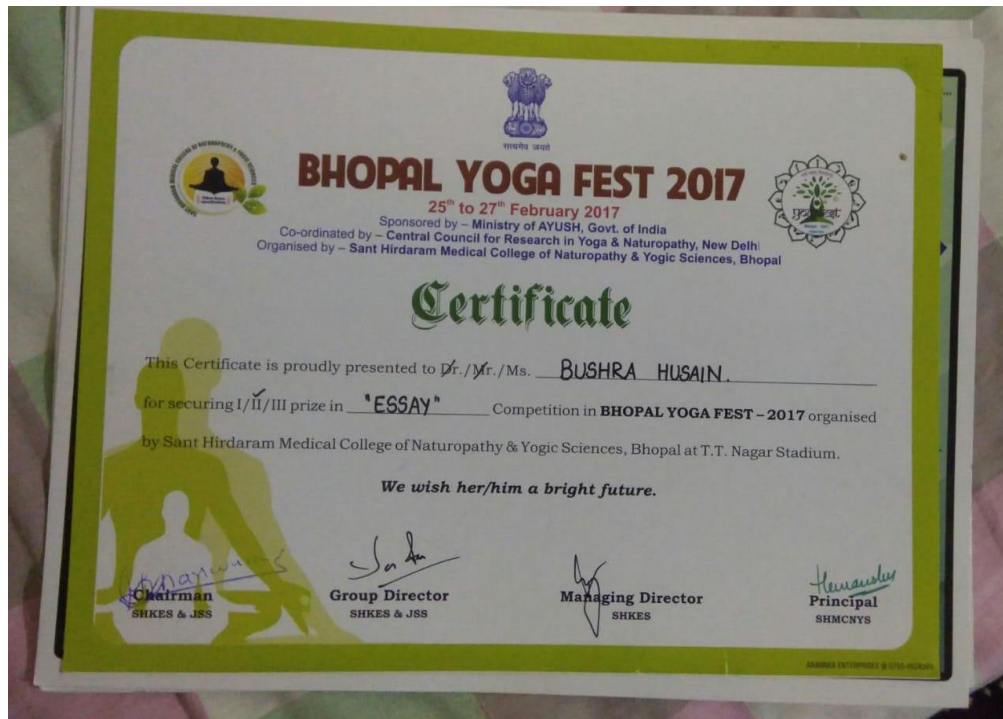 सत्यमेव जयते
BHOPAL YOGA FEST 2017
25th to 27th February 2017
Sponsored by – Ministry of AYUSH, Govt. of India
Co-ordinated by – Central Council for Research in Yoga & Naturopathy, New Delhi
Organised by – Sant Hirdaram Medical College of Naturopathy & Yogic Sciences, Bhopal
Certificate
This Certificate is proudly presented to Dr./Mr./Ms. BUSHRA HUSAIN.
for securing I/II/III prize in "ESSAY" Competition in BHOPAL YOGA FEST – 2017 organised
by Sant Hirdaram Medical College of Naturopathy & Yogic Sciences, Bhopal at T.T. Nagar Stadium.
We wish her/him a bright future.
Chairman Group Director Managing Director Principal
SHKES & JSS SHKES & JSS SHKES SHMCNYS